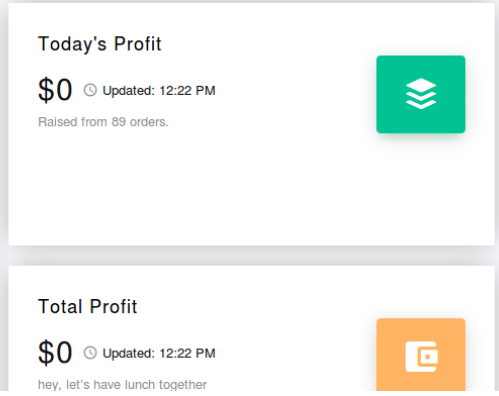 Today's Profit
$0 Updated: 12:22 PM
Raised from 89 orders.
Total Profit
$0 Updated: 12:22 PM
hey, let's have lunch together